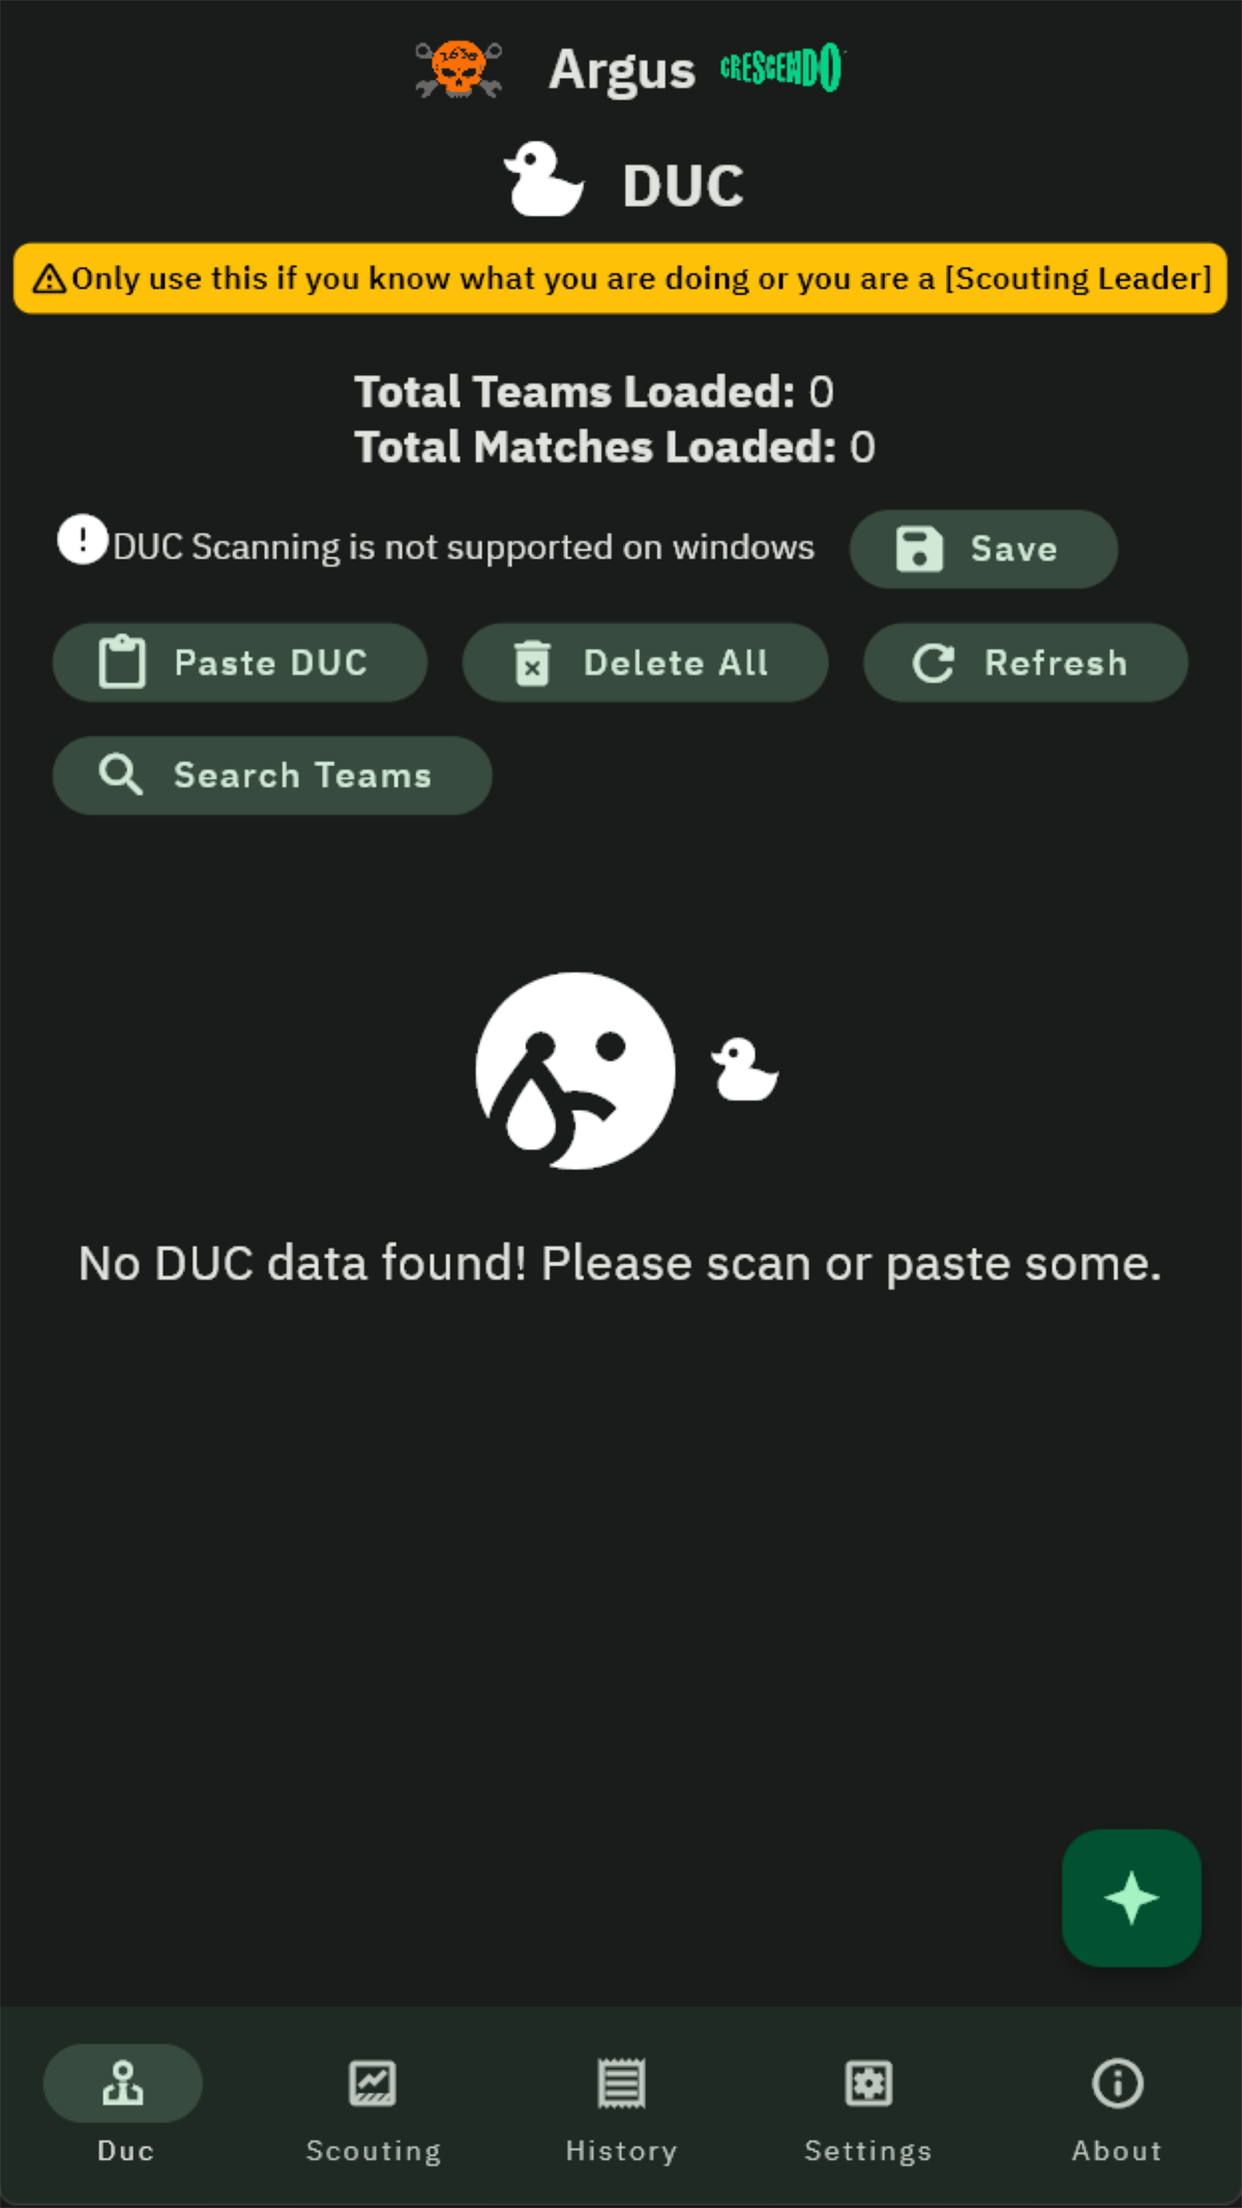 Argus CRESCENDO
DUC
Only use this if you know what you are doing or you are a [Scouting Leader]
Total Teams Loaded: 0
Total Matches Loaded: 0
DUC Scanning is not supported on windows Save
Paste DUC Delete All Refresh
Search Teams
No DUC data found! Please scan or paste some.
Duc Scouting History Settings About